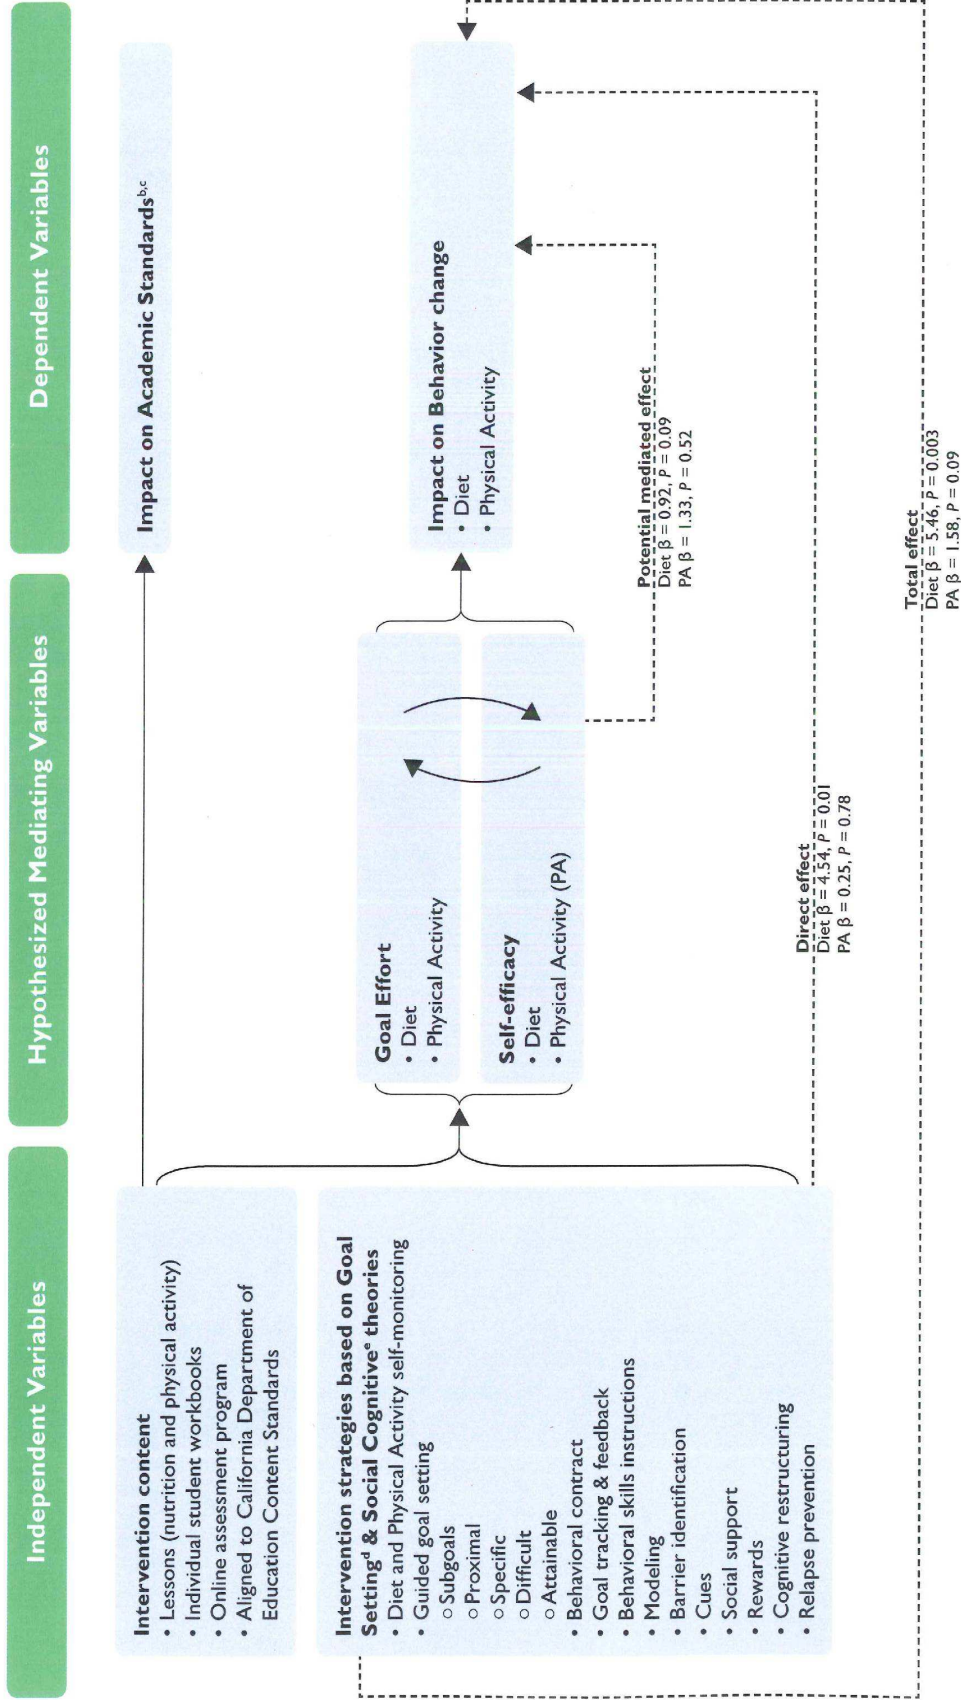 Independent Variables
Hypothesized Mediating Variables
Dependent Variables
Intervention content
• Lessons (nutrition and physical activity)
• Individual student workbooks
• Online assessment program
• Aligned to California Department of
Education Content Standards
Intervention strategies based on Goal
Settingᵈ & Social Cognitiveᵉ theories
• Diet and Physical Activity self-monitoring
• Guided goal setting
○ Subgoals
○ Proximal
○ Specific
○ Difficult
○ Attainable
• Behavioral contract
• Goal tracking & feedback
• Behavioral skills instructions
• Modeling
• Barrier identification
• Cues
• Social support
• Rewards
• Cognitive restructuring
• Relapse prevention
Goal Effort
• Diet
• Physical Activity
Self-efficacy
• Diet
• Physical Activity (PA)
Impact on Academic Standardsᵇ,ᶜ
Impact on Behavior change
• Diet
• Physical Activity
Potential mediated effect
Diet β = 0.92, P = 0.09
PA β = 1.33, P = 0.52
Direct effect
Diet β = 4.54, P = 0.01
PA β = 0.25, P = 0.78
Total effect
Diet β = 5.46, P = 0.003
PA β = 1.58, P = 0.09